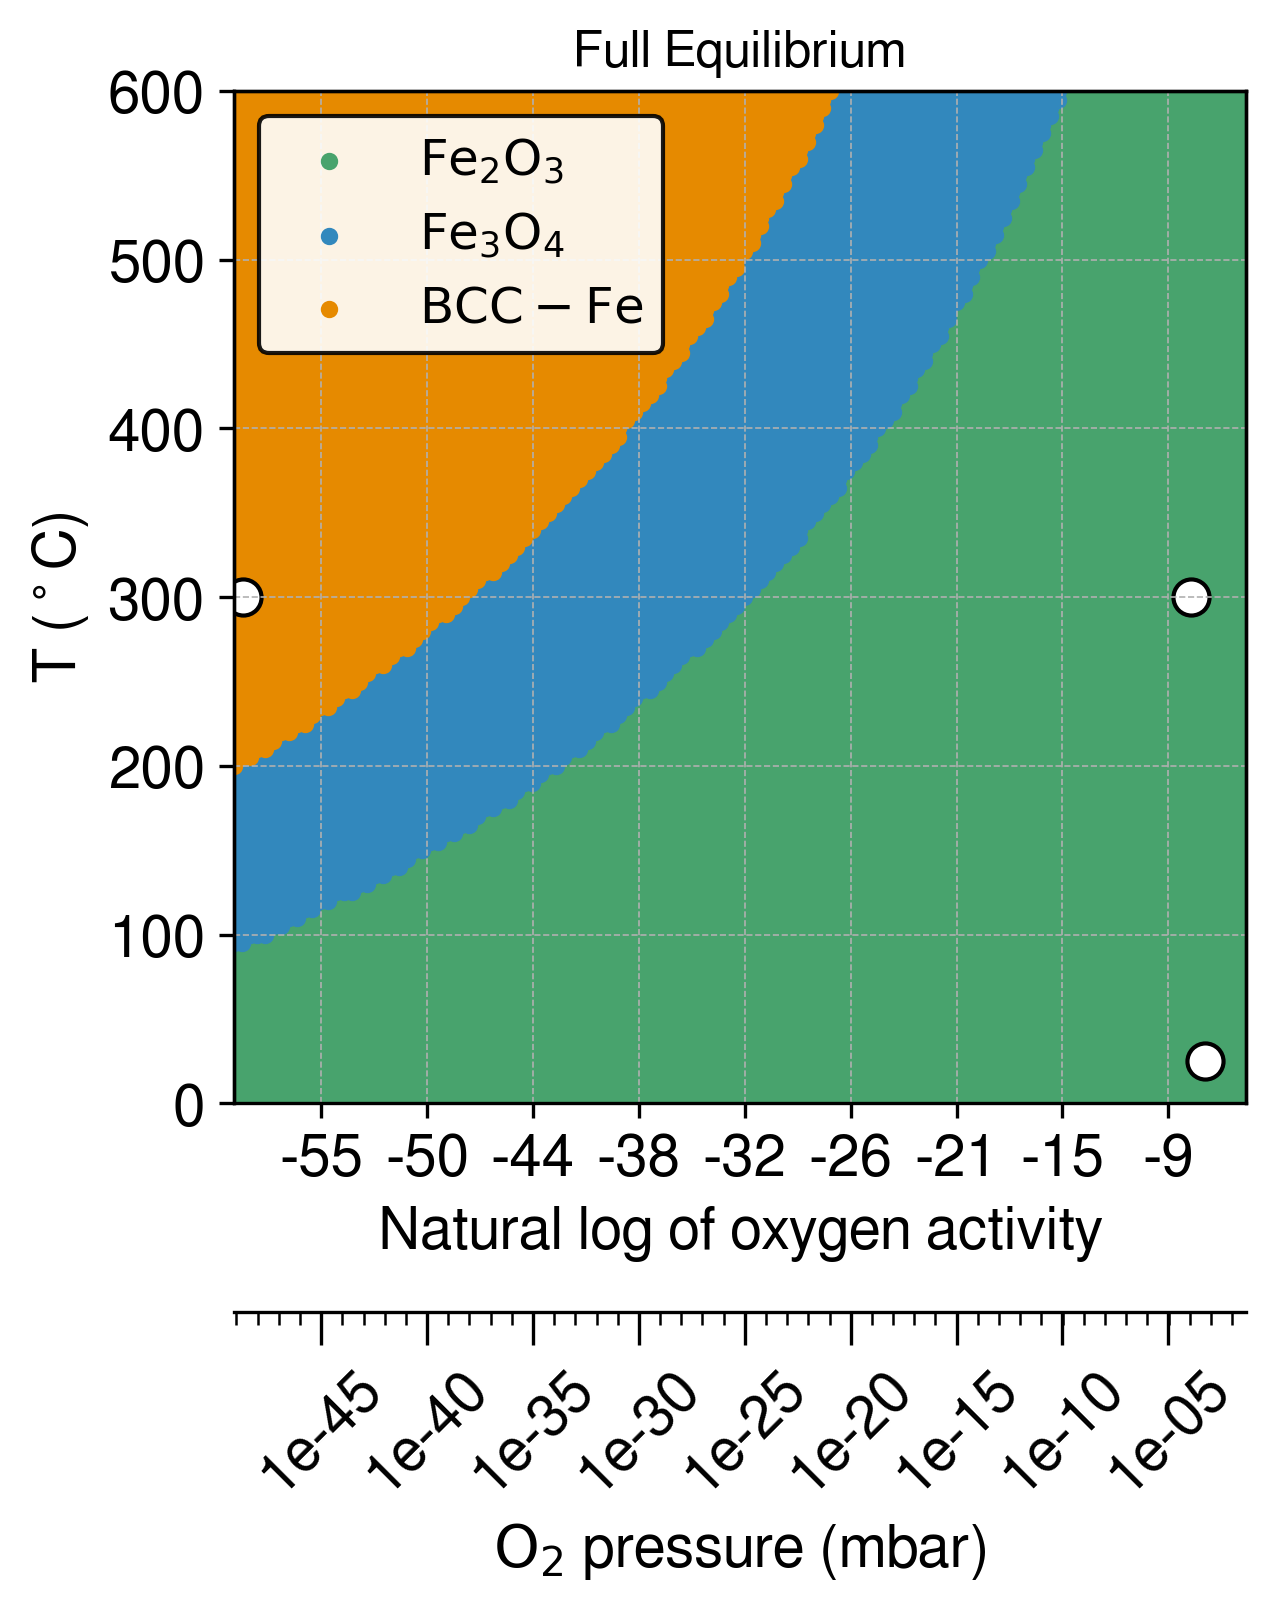 Full Equilibrium
600
500
400
300
200
100
0
T (°C)
Fe₂O₃
Fe₃O₄
BCC − Fe
-55 -50 -44 -38 -32 -26 -21 -15 -9
Natural log of oxygen activity
1e-45 1e-40 1e-35 1e-30 1e-25 1e-20 1e-15 1e-10 1e-05
O₂ pressure (mbar)